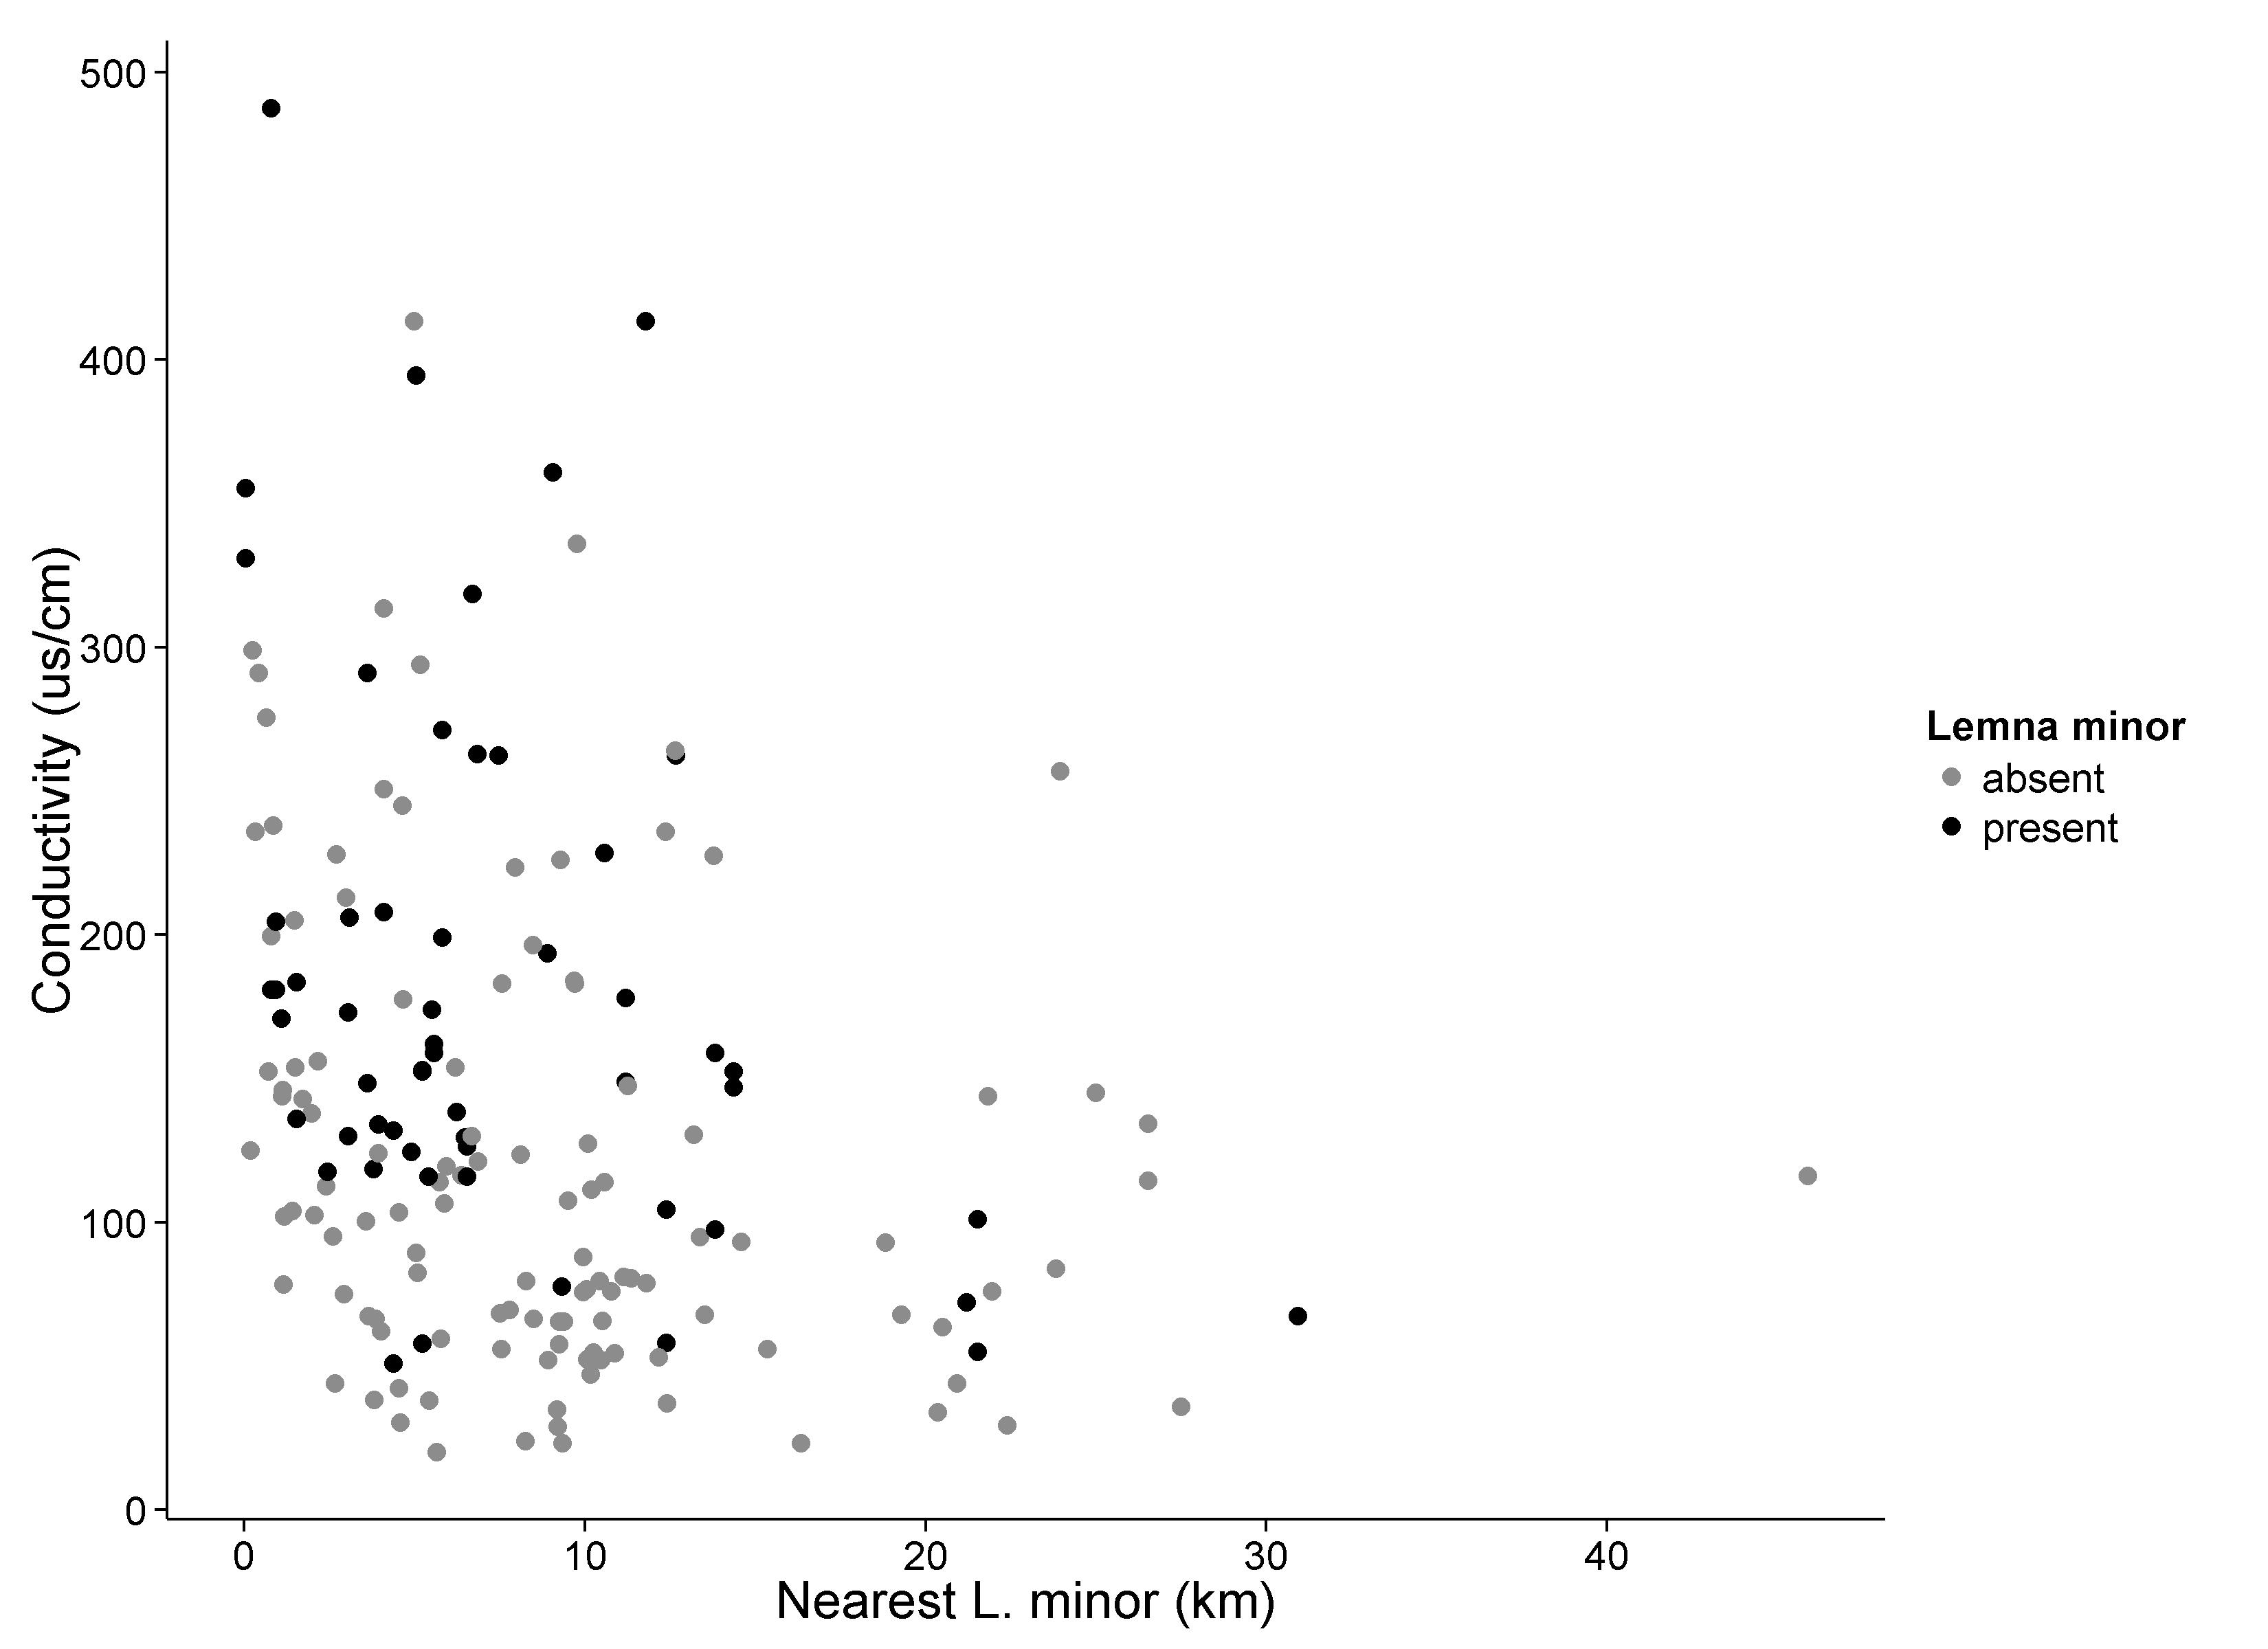 500
400
300
200
100
0
Conductivity (us/cm)
0 10 20 30 40
Nearest L. minor (km)
Lemna minor
absent
present